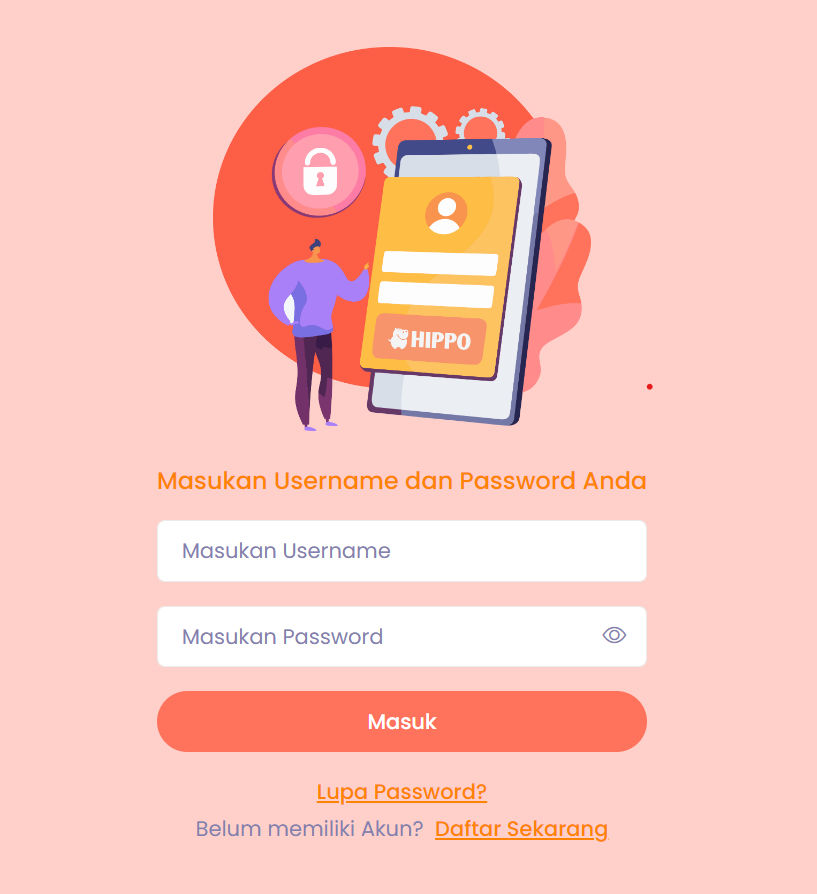 HIPPO
Masukan Username dan Password Anda
Masukan Username
Masukan Password
Masuk
Lupa Password?
Belum memiliki Akun? Daftar Sekarang